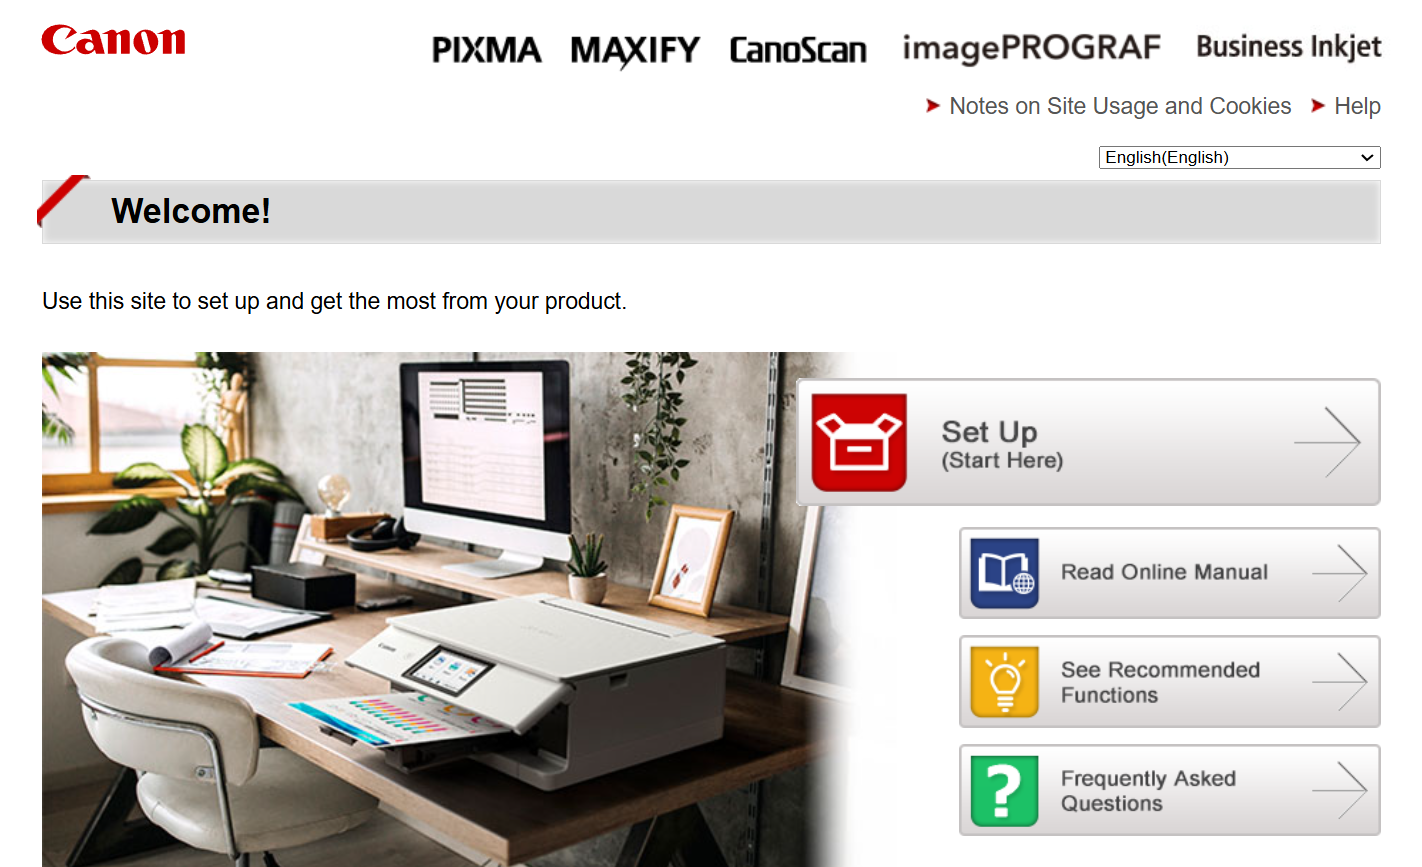 Canon
PIXMA MAXIFY CanoScan imagePROGRAF Business Inkjet
Notes on Site Usage and Cookies Help
English(English)
Welcome!
Use this site to set up and get the most from your product.
Set Up
(Start Here)
Read Online Manual
See Recommended
Functions
Frequently Asked
Questions
Canon